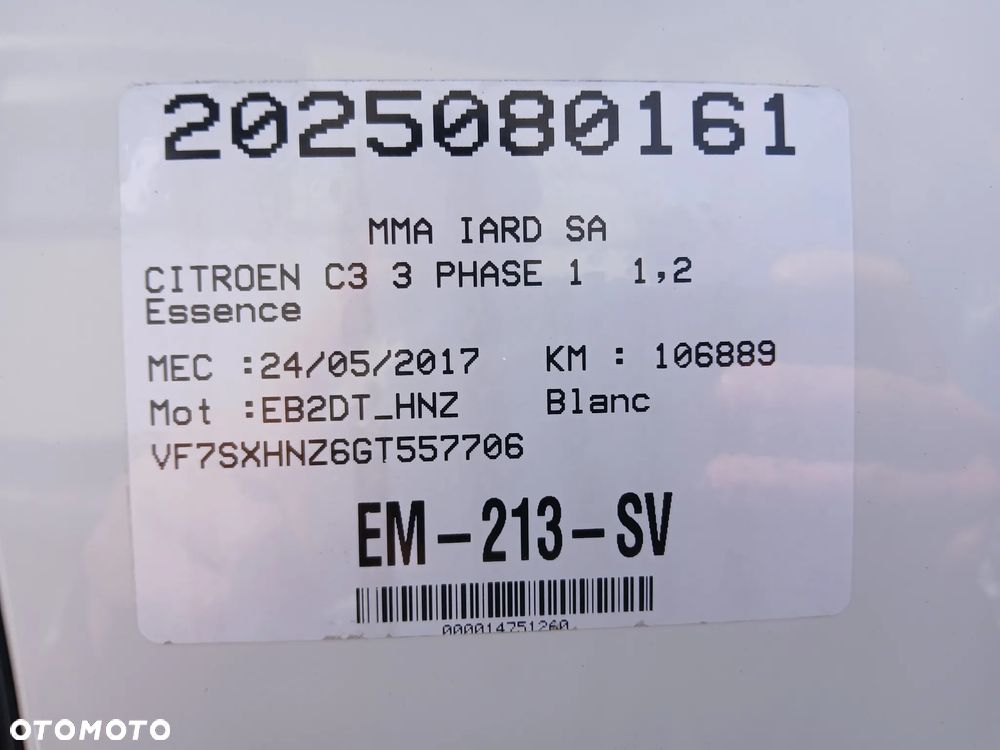 2025080161
MMA IARD SA
CITROEN C3 3 PHASE 1 1,2
Essence
MEC :24/05/2017 KM : 106889
Mot :EB2DT_HNZ Blanc
VF7SXHNZ6GT557706
EM-213-SV
000014751260
OTOMOTO